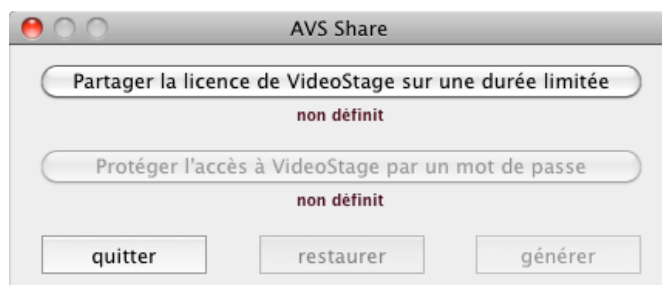 AVS Share
Partager la licence de VideoStage sur une durée limitée
non définit
Protéger l'accès à VideoStage par un mot de passe
non définit
quitter restaurer générer